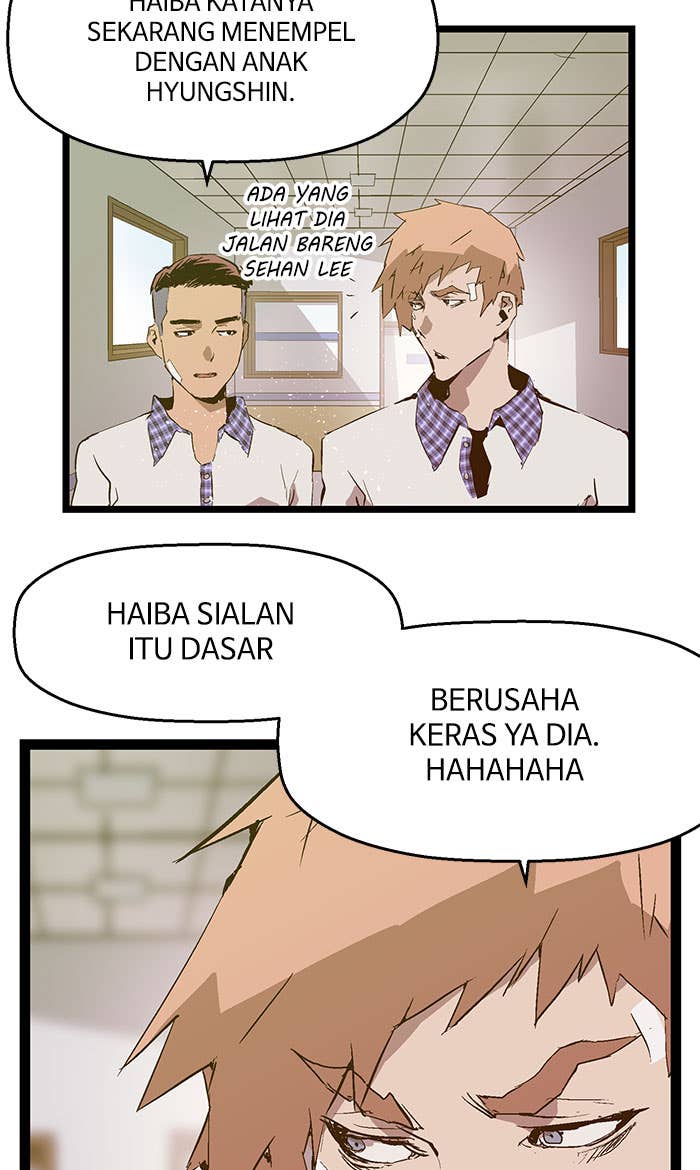 HAIBA KATANYA
SEKARANG MENEMPEL
DENGAN ANAK
HYUNGSHIN.
ADA YANG
LIHAT DIA
JALAN BARENG
SEHAN LEE
HAIBA SIALAN
ITU DASAR
BERUSAHA
KERAS YA DIA.
HAHAHAHA